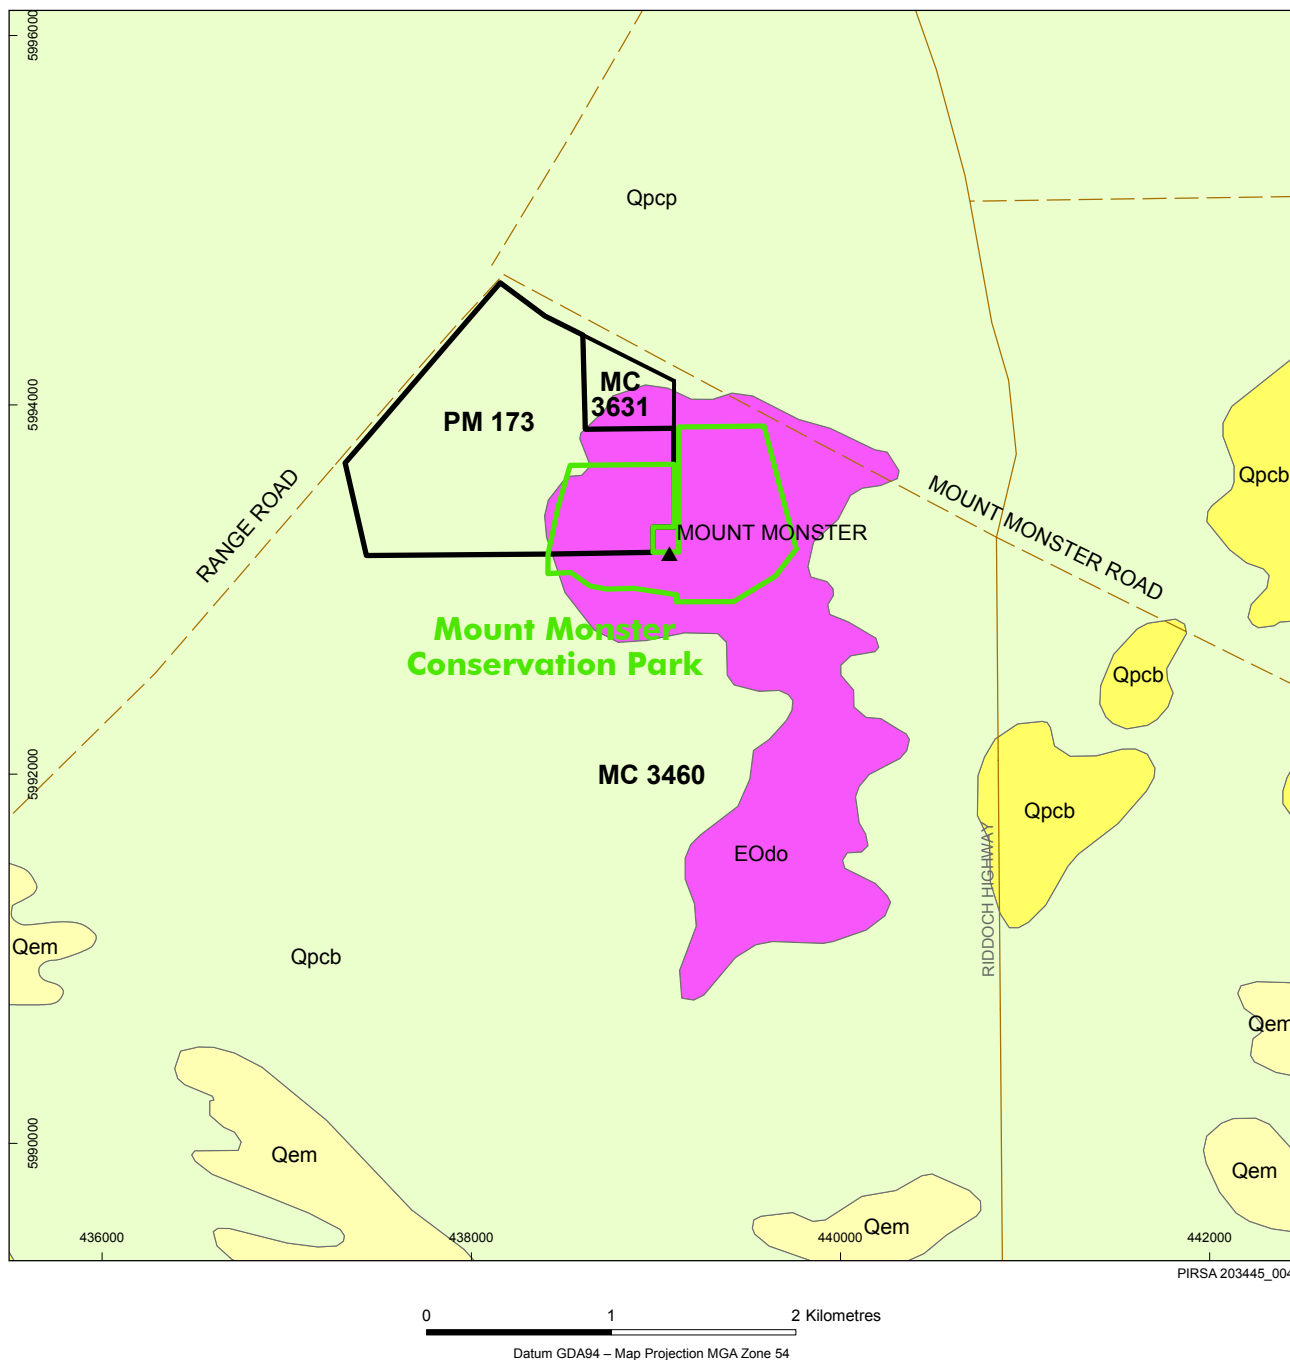 5996000
Qpcp
5994000
MC
3631
PM 173
Qpcb
RANGE ROAD
MOUNT MONSTER
MOUNT MONSTER ROAD
Mount Monster
Conservation Park
Qpcb
5992000
MC 3460
Qpcb
EOdo
RIDDOCH HIGHWAY
Qem
Qpcb
Qem
5990000
Qem
Qem
Qem
436000
438000
440000
442000
PIRSA 203445_004
0 1 2 Kilometres
Datum GDA94 – Map Projection MGA Zone 54